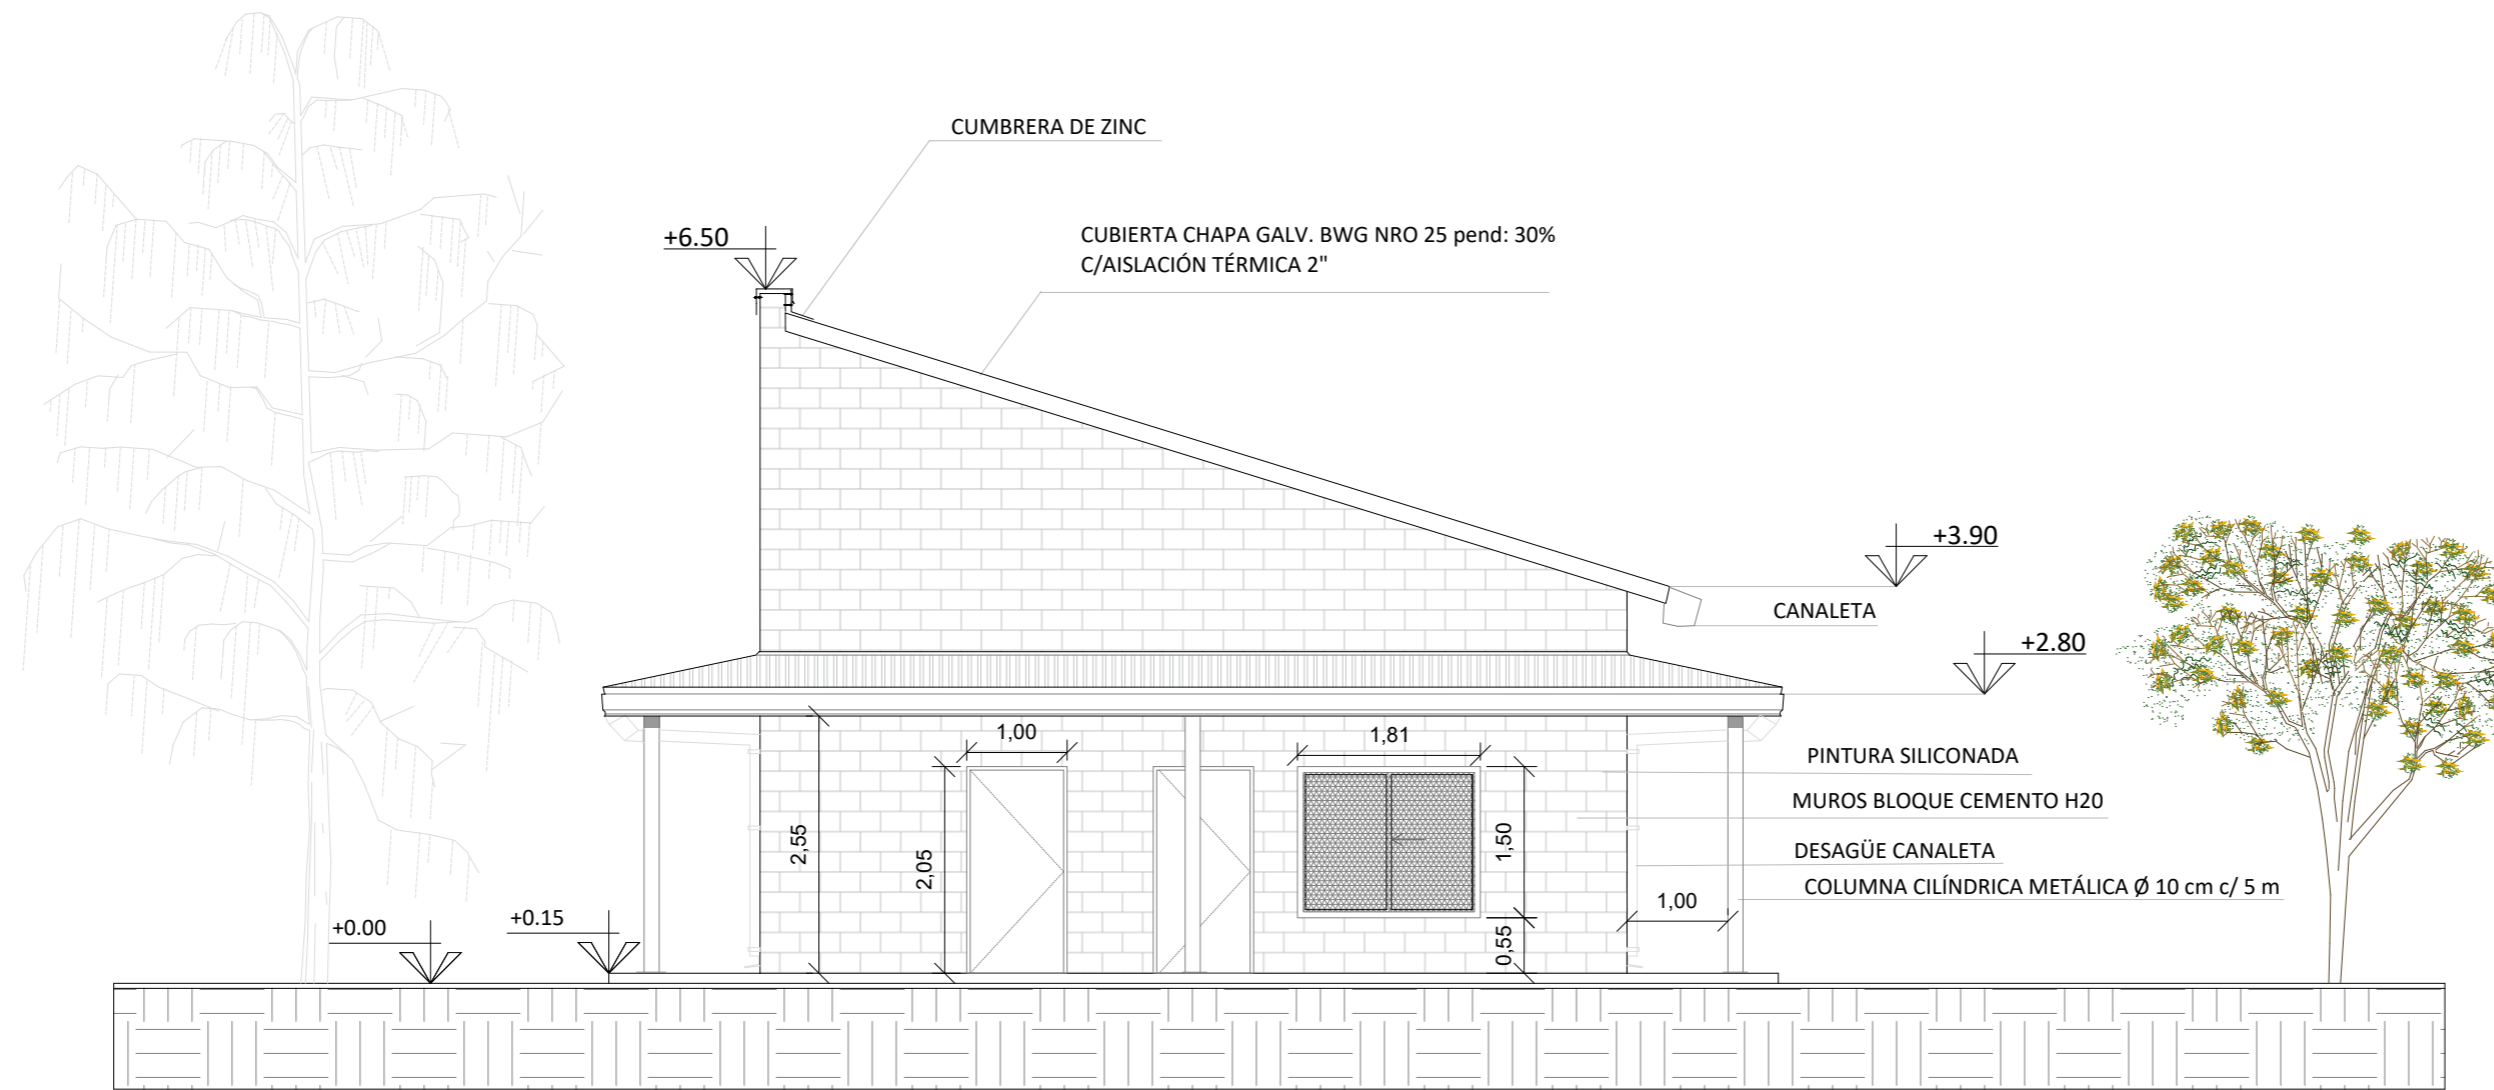 CUMBRERA DE ZINC
+6.50
CUBIERTA CHAPA GALV. BWG NRO 25 pend: 30%
C/AISLACIÓN TÉRMICA 2"
+3.90
CANALETA
+2.80
1,00
1,81
PINTURA SILICONADA
MUROS BLOQUE CEMENTO H20
2,55
2,05
1,50
DESAGÜE CANALETA
COLUMNA CILÍNDRICA METÁLICA Ø 10 cm c/ 5 m
1,00
+0.00
+0.15
0,55